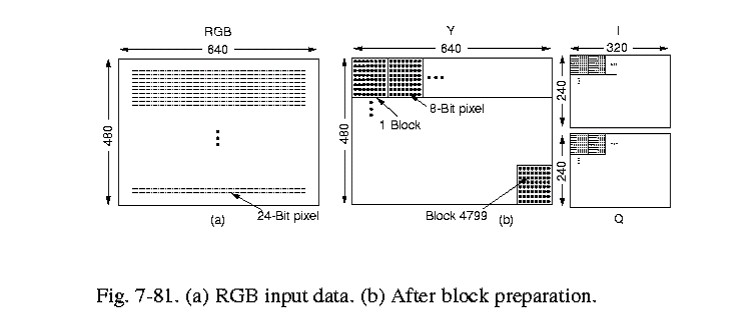 RGB
640
480
24-Bit pixel
(a)
Y
640
480
8-Bit pixel
1 Block
Block 4799
(b)
I
320
240
240
Q
Fig. 7-81. (a) RGB input data. (b) After block preparation.